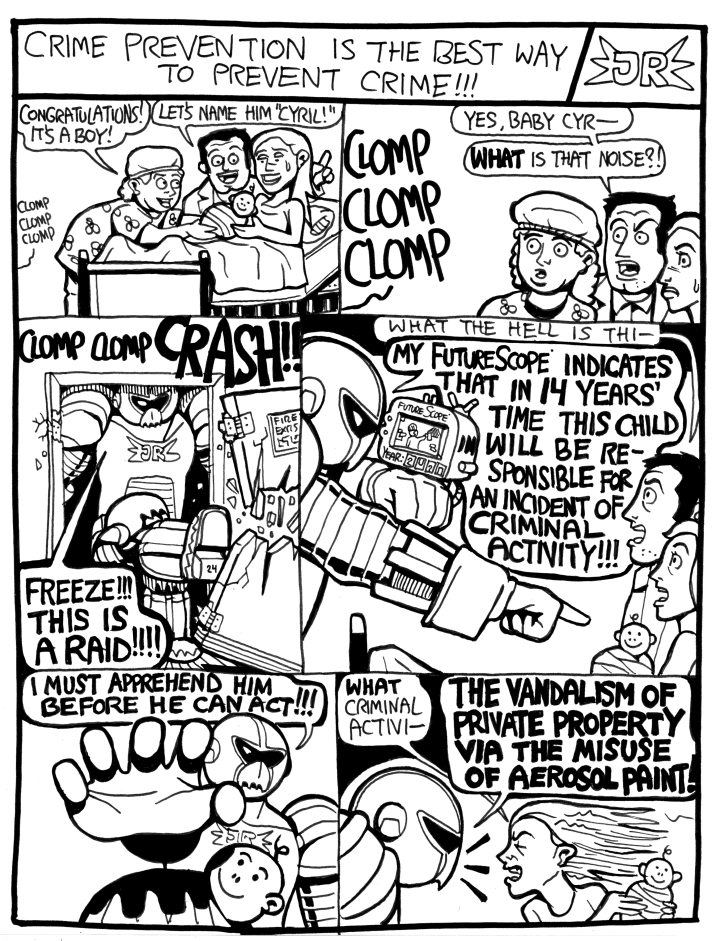 CRIME PREVENTION IS THE BEST WAY
TO PREVENT CRIME!!!
JR
CONGRATULATIONS!
IT'S A BOY!
LET'S NAME HIM "CYRIL!"
CLOMP
CLOMP
CLOMP
CLOMP
CLOMP
CLOMP
YES, BABY CYR—
WHAT IS THAT NOISE?!
CLOMP CLOMP CRASH!!
FIRE
EXITS
JR
24
FREEZE!!!
THIS IS
A RAID!!!!
WHAT THE HELL IS THI—
MY FUTURESCOPE INDICATES
THAT IN 14 YEARS'
TIME THIS CHILD
WILL BE RE-
SPONSIBLE FOR
AN INCIDENT OF
CRIMINAL
ACTIVITY!!!
FUTURE SCOPE
YEAR:
I MUST APPREHEND HIM
BEFORE HE CAN ACT!!!
JR
WHAT
CRIMINAL
ACTIVI—
THE VANDALISM OF
PRIVATE PROPERTY
VIA THE MISUSE
OF AEROSOL PAINT!